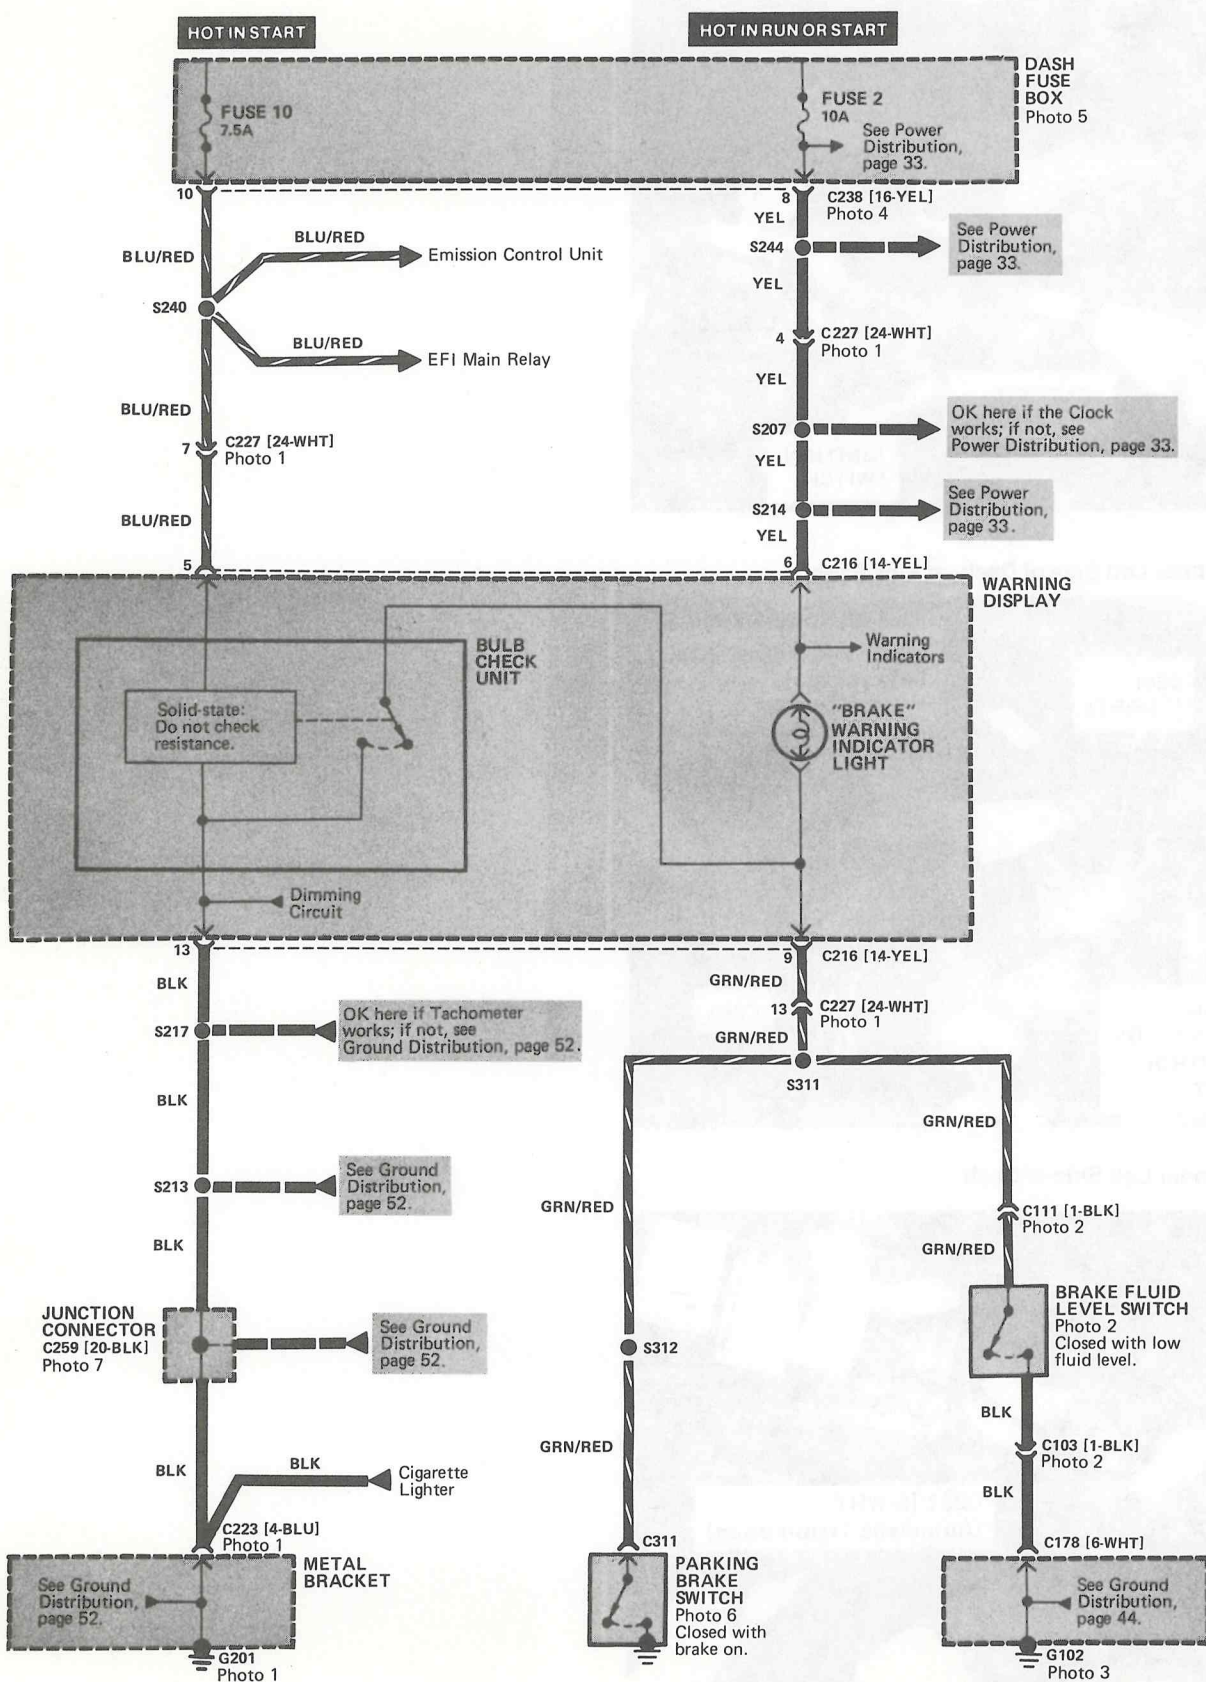 HOT IN START
HOT IN RUN OR START
DASH
FUSE
BOX
Photo 5
FUSE 10
7.5A
FUSE 2
10A
See Power
Distribution,
page 33.
10
8
C238 [16-YEL]
Photo 4
YEL
BLU/RED
BLU/RED
Emission Control Unit
S244
See Power
Distribution,
page 33.
YEL
S240
BLU/RED
EFI Main Relay
4
C227 [24-WHT]
Photo 1
YEL
BLU/RED
7
C227 [24-WHT]
Photo 1
S207
OK here if the Clock
works; if not, see
Power Distribution, page 33.
YEL
BLU/RED
S214
See Power
Distribution,
page 33.
YEL
5
6
C216 [14-YEL]
WARNING
DISPLAY
BULB
CHECK
UNIT
Warning
Indicators
Solid-state:
Do not check
resistance.
"BRAKE"
WARNING
INDICATOR
LIGHT
Dimming
Circuit
13
9
C216 [14-YEL]
BLK
GRN/RED
13
C227 [24-WHT]
Photo 1
S217
OK here if Tachometer
works; if not, see
Ground Distribution, page 52.
GRN/RED
S311
BLK
GRN/RED
S213
See Ground
Distribution,
page 52.
GRN/RED
C111 [1-BLK]
Photo 2
BLK
GRN/RED
JUNCTION
CONNECTOR
C259 [20-BLK]
Photo 7
See Ground
Distribution,
page 52.
S312
BRAKE FLUID
LEVEL SWITCH
Photo 2
Closed with low
fluid level.
BLK
GRN/RED
C103 [1-BLK]
Photo 2
BLK
BLK
Cigarette
Lighter
BLK
C223 [4-BLU]
Photo 1
C311
C178 [6-WHT]
METAL
BRACKET
See Ground
Distribution,
page 52.
PARKING
BRAKE
SWITCH
Photo 6
Closed with
brake on.
See Ground
Distribution,
page 44.
G201
Photo 1
G102
Photo 3